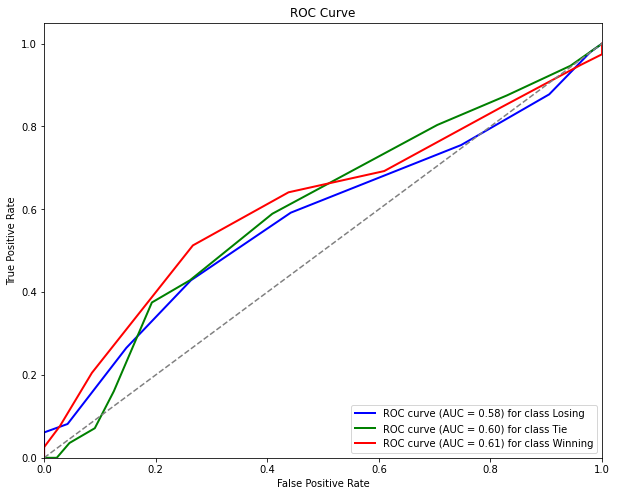 ROC Curve
True Positive Rate
1.0
0.8
0.6
0.4
0.2
0.0
0.0 0.2 0.4 0.6 0.8 1.0
False Positive Rate
ROC curve (AUC = 0.58) for class Losing
ROC curve (AUC = 0.60) for class Tie
ROC curve (AUC = 0.61) for class Winning